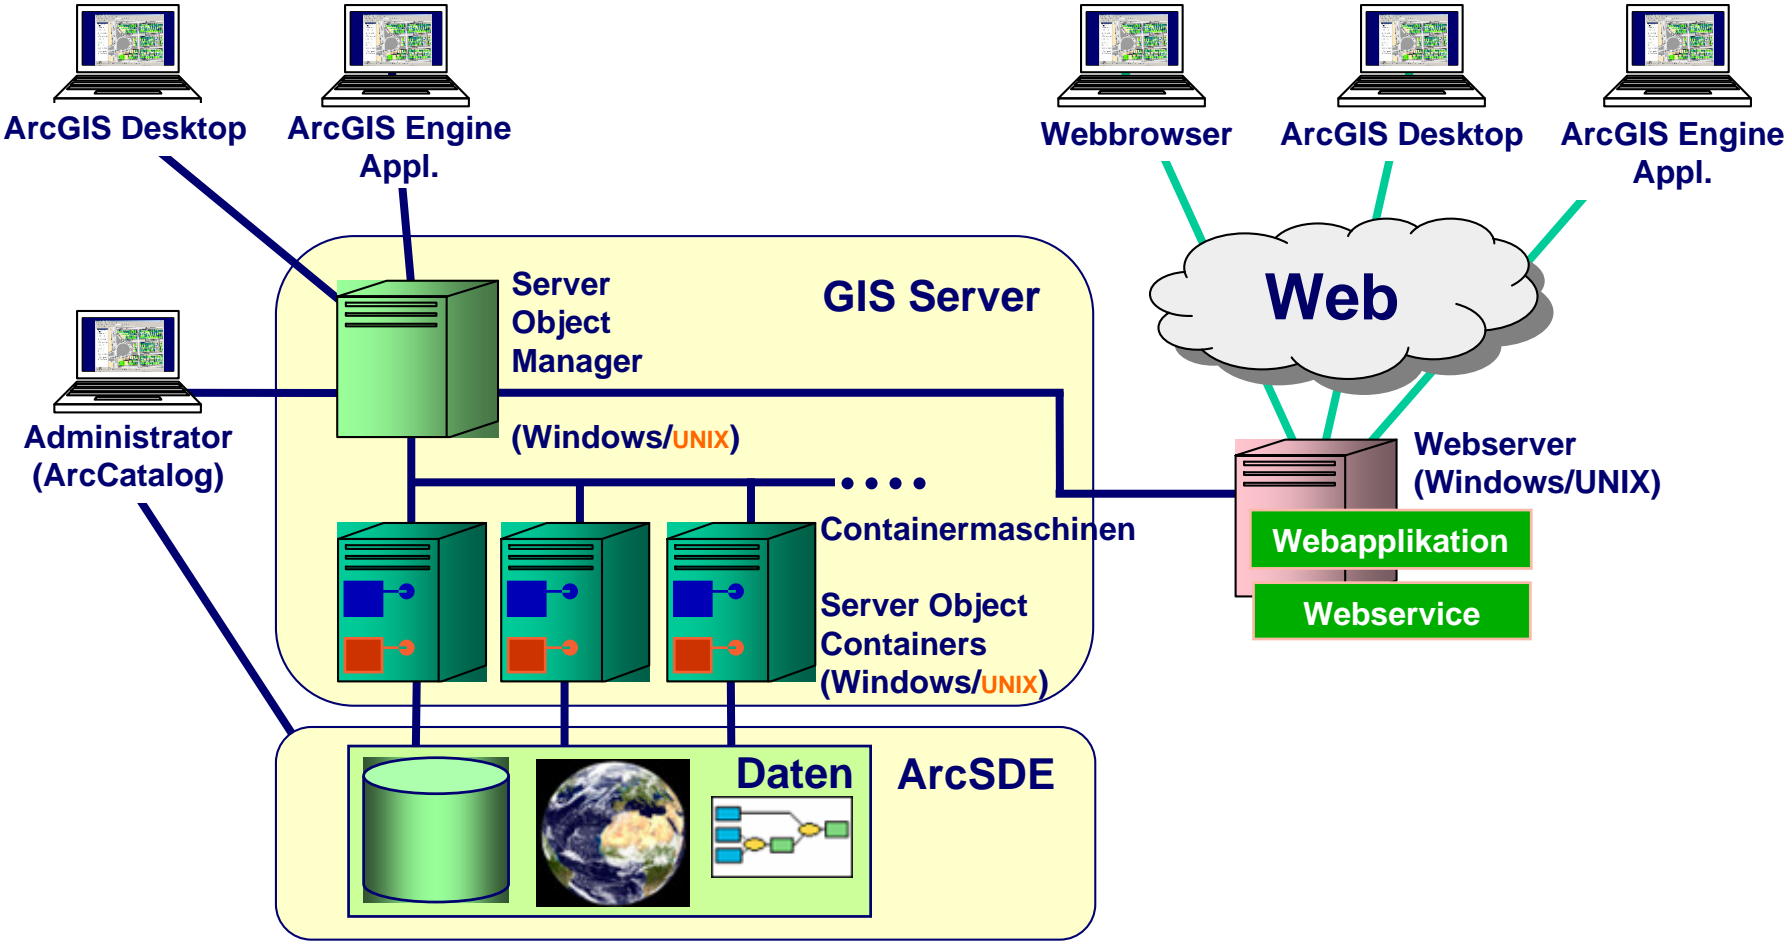 ArcGIS Desktop
ArcGIS Engine
Appl.
Webbrowser
ArcGIS Desktop
ArcGIS Engine
Appl.
Server
Object
Manager
(Windows/UNIX)
GIS Server
Web
Administrator
(ArcCatalog)
Webserver
(Windows/UNIX)
Webapplikation
Webservice
Containermaschinen
Server Object
Containers
(Windows/UNIX)
Daten
ArcSDE